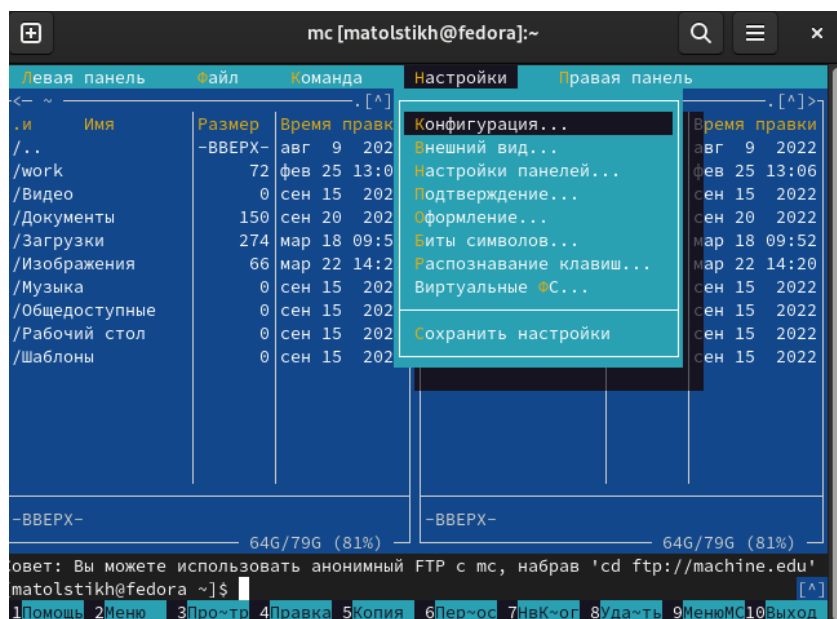 mc [matolstikh@fedora]:~
Левая панель Файл Команда Настройки Правая панель
<— ~ .[^] .[^]>
.и Имя Размер Время правк Время правки
/.. -ВВЕРХ- авг 9 202 авг 9 2022
/work 72 фев 25 13:0 фев 25 13:06
/Видео 0 сен 15 202 сен 15 2022
/Документы 150 сен 20 202 сен 20 2022
/Загрузки 274 мар 18 09:5 мар 18 09:52
/Изображения 66 мар 22 14:2 мар 22 14:20
/Музыка 0 сен 15 202 сен 15 2022
/Общедоступные 0 сен 15 202 сен 15 2022
/Рабочий стол 0 сен 15 202 сен 15 2022
/Шаблоны 0 сен 15 202 сен 15 2022
Конфигурация...
Внешний вид...
Настройки панелей...
Подтверждение...
Оформление...
Биты символов...
Распознавание клавиш...
Виртуальные ФС...
Сохранить настройки
-ВВЕРХ- -ВВЕРХ-
64G/79G (81%) 64G/79G (81%)
Совет: Вы можете использовать анонимный FTP с mc, набрав 'cd ftp://machine.edu'
[matolstikh@fedora ~]$ [^]
1Помощь 2Меню 3Про~тр 4Правка 5Копия 6Пер~ос 7НвК~ог 8Уда~ть 9МенюМС 10Выход